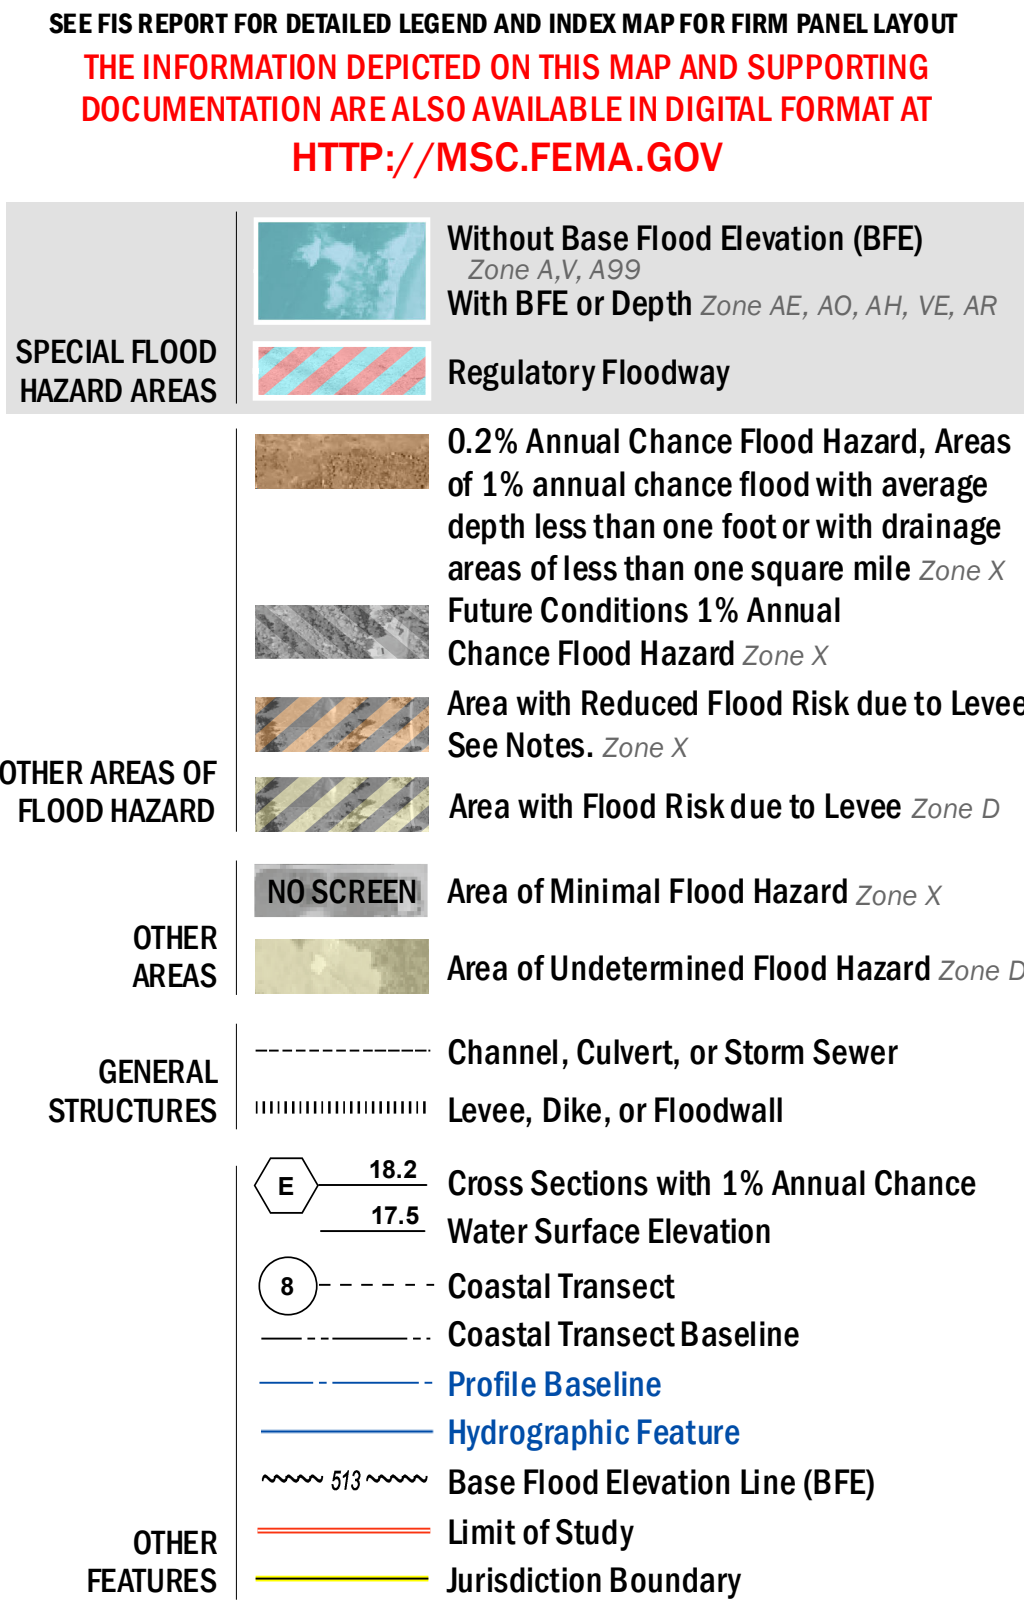 SEE FIS REPORT FOR DETAILED LEGEND AND INDEX MAP FOR FIRM PANEL LAYOUT
THE INFORMATION DEPICTED ON THIS MAP AND SUPPORTING
DOCUMENTATION ARE ALSO AVAILABLE IN DIGITAL FORMAT AT
HTTP://MSC.FEMA.GOV
SPECIAL FLOOD
HAZARD AREAS
Without Base Flood Elevation (BFE)
Zone A,V, A99
With BFE or Depth Zone AE, AO, AH, VE, AR
Regulatory Floodway
OTHER AREAS OF
FLOOD HAZARD
0.2% Annual Chance Flood Hazard, Areas
of 1% annual chance flood with average
depth less than one foot or with drainage
areas of less than one square mile Zone X
Future Conditions 1% Annual
Chance Flood Hazard Zone X
Area with Reduced Flood Risk due to Levee
See Notes. Zone X
Area with Flood Risk due to Levee Zone D
OTHER
AREAS
NO SCREEN Area of Minimal Flood Hazard Zone X
Area of Undetermined Flood Hazard Zone D
GENERAL
STRUCTURES
Channel, Culvert, or Storm Sewer
Levee, Dike, or Floodwall
OTHER
FEATURES
E 18.2 Cross Sections with 1% Annual Chance
17.5 Water Surface Elevation
8 Coastal Transect
Coastal Transect Baseline
Profile Baseline
Hydrographic Feature
513 Base Flood Elevation Line (BFE)
Limit of Study
Jurisdiction Boundary